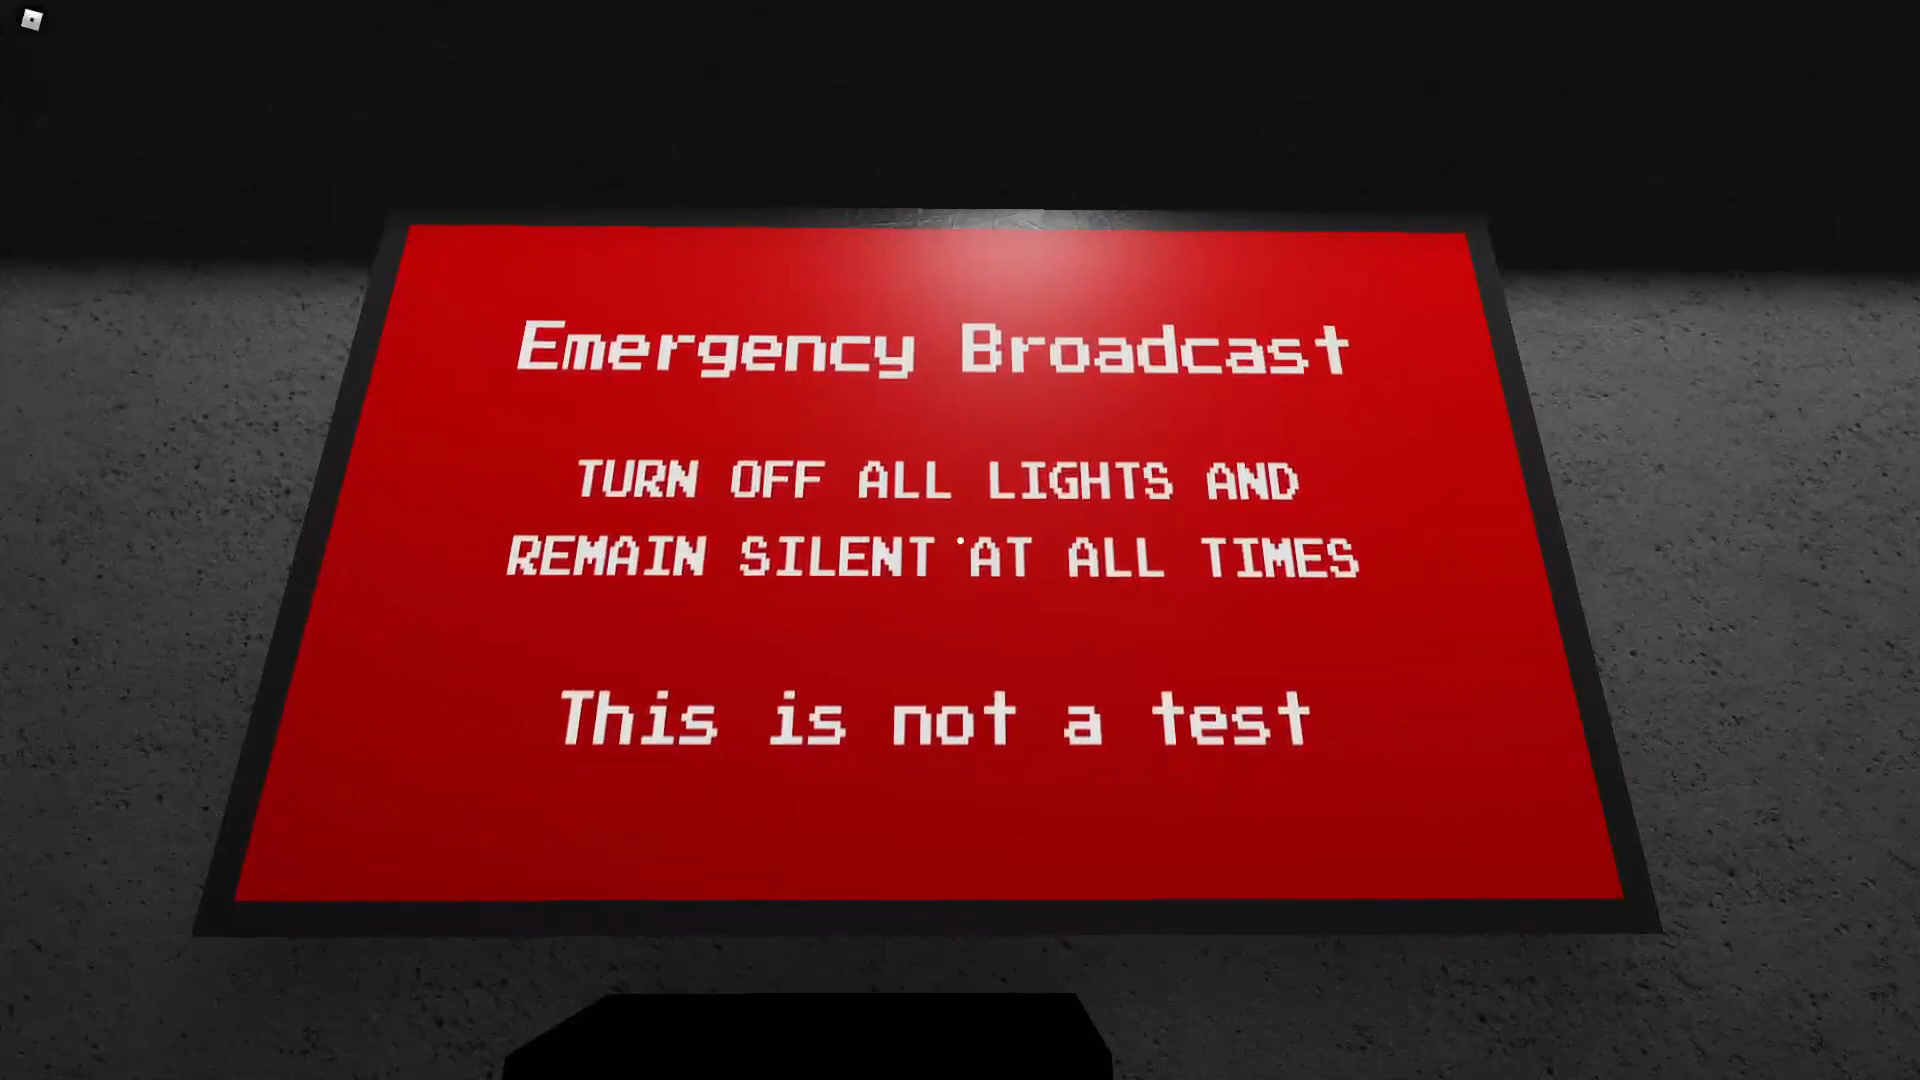 Emergency Broadcast
TURN OFF ALL LIGHTS AND
REMAIN SILENT AT ALL TIMES
This is not a test